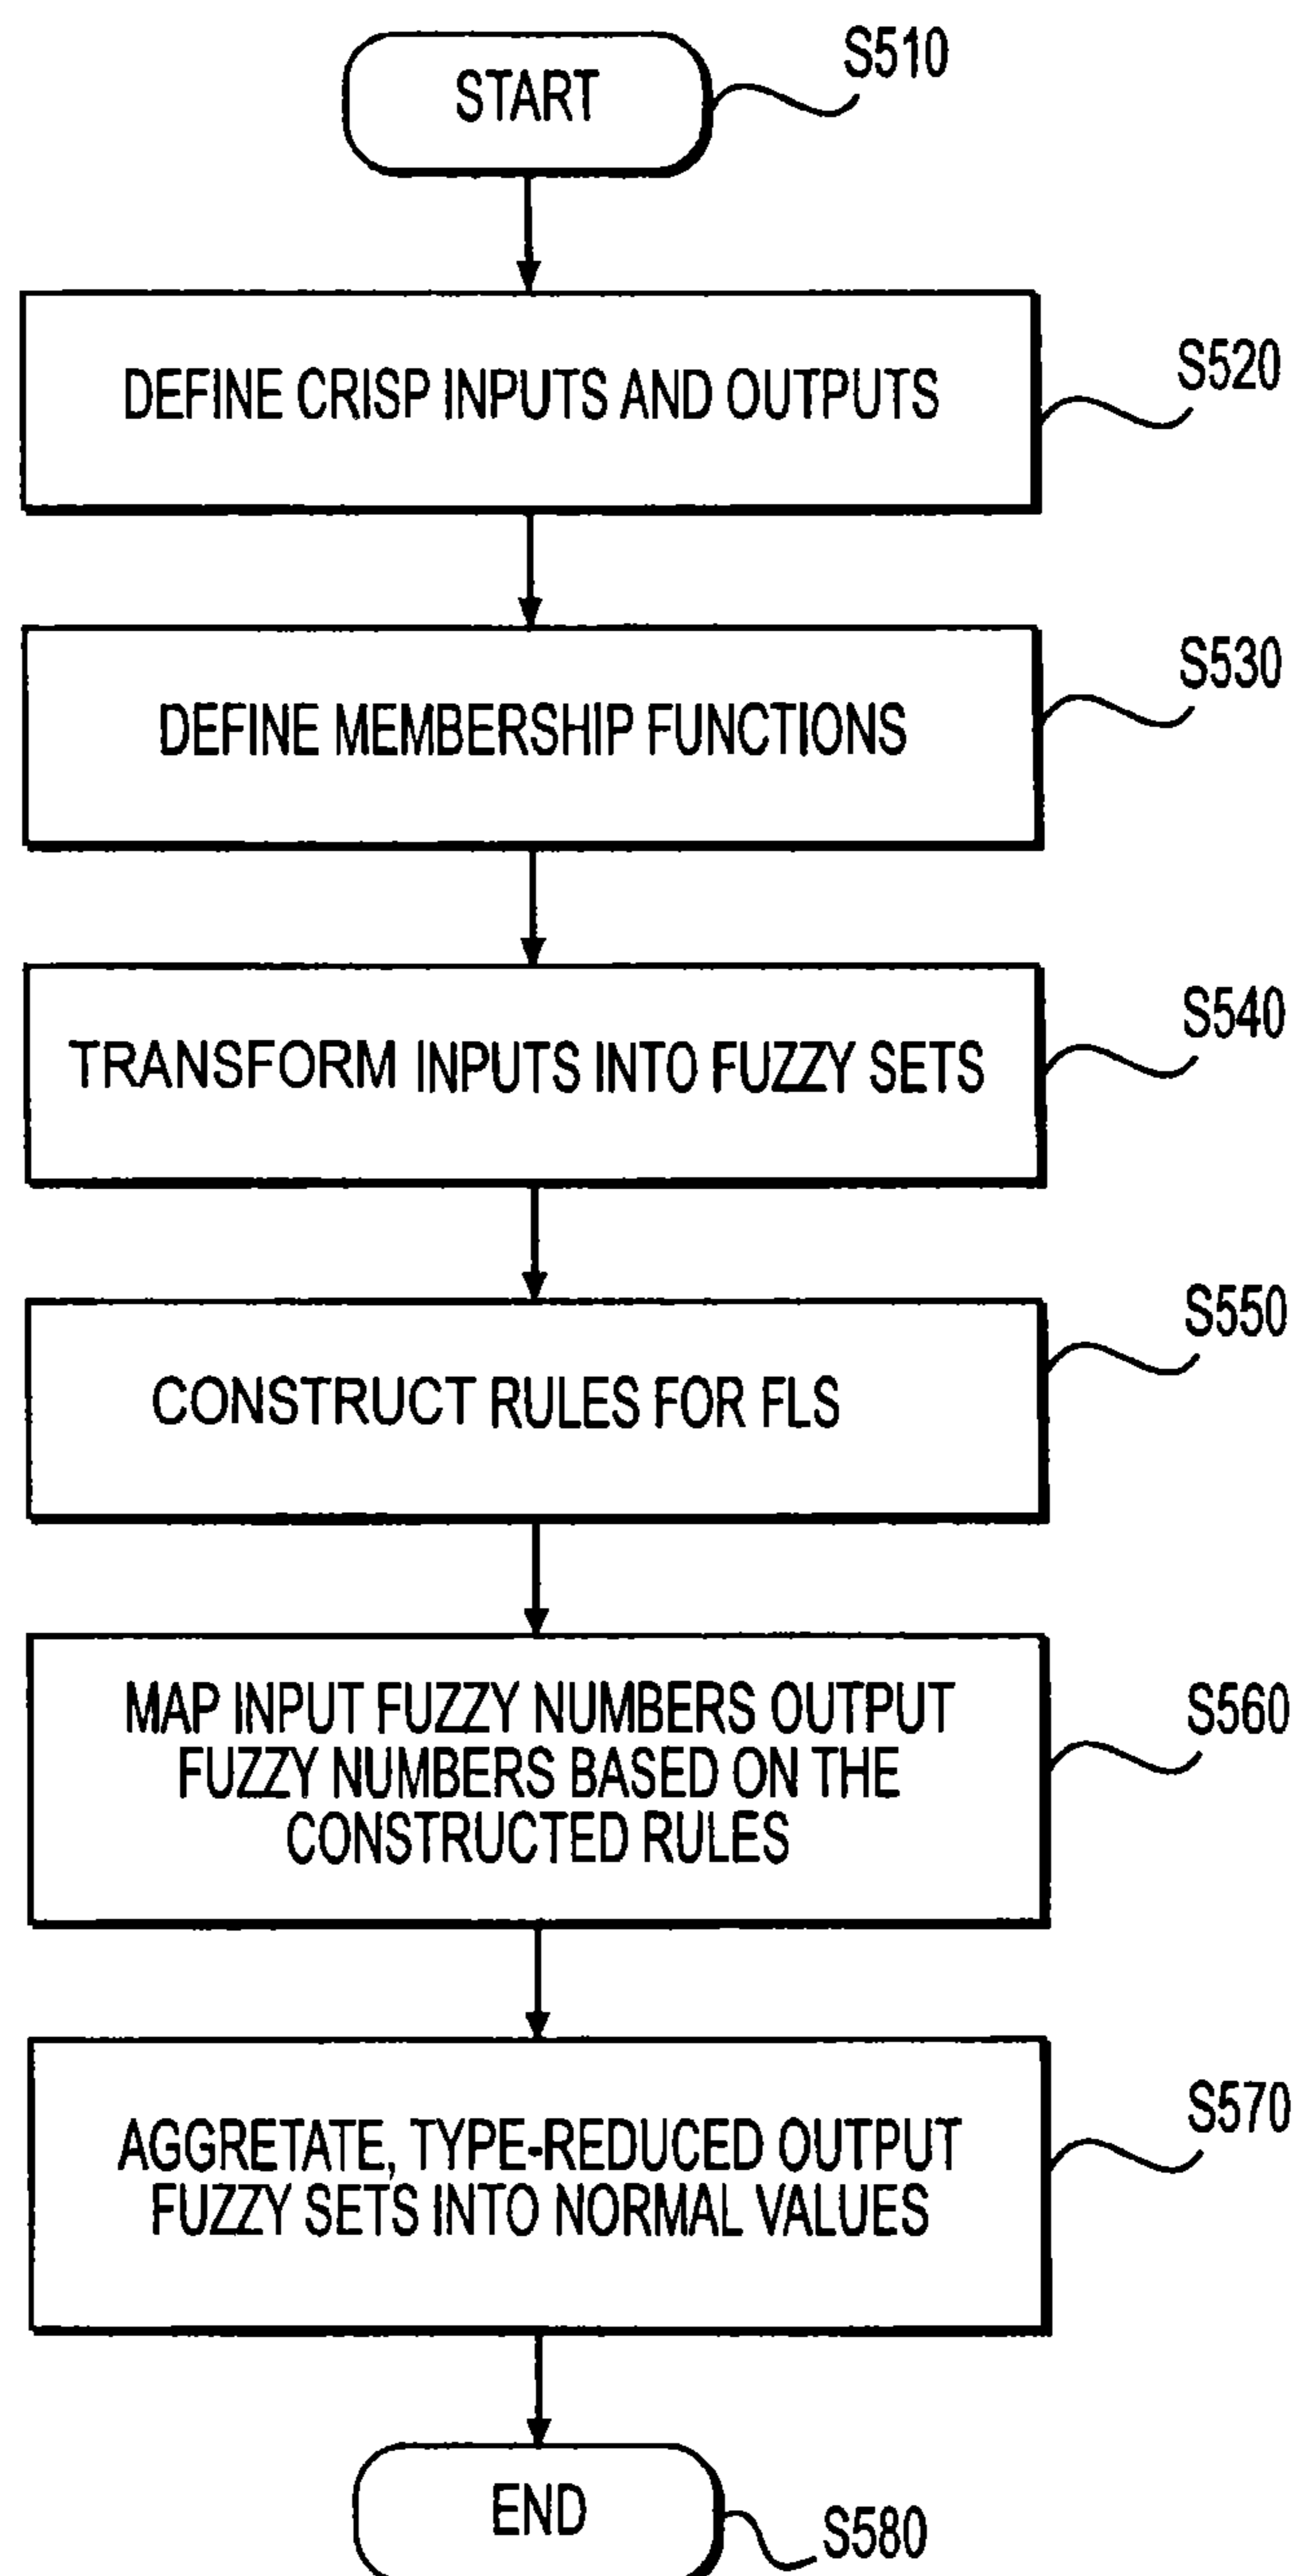 START
S510
DEFINE CRISP INPUTS AND OUTPUTS
S520
DEFINE MEMBERSHIP FUNCTIONS
S530
TRANSFORM INPUTS INTO FUZZY SETS
S540
CONSTRUCT RULES FOR FLS
S550
MAP INPUT FUZZY NUMBERS OUTPUT
FUZZY NUMBERS BASED ON THE
CONSTRUCTED RULES
S560
AGGRETATE, TYPE-REDUCED OUTPUT
FUZZY SETS INTO NORMAL VALUES
S570
END
S580